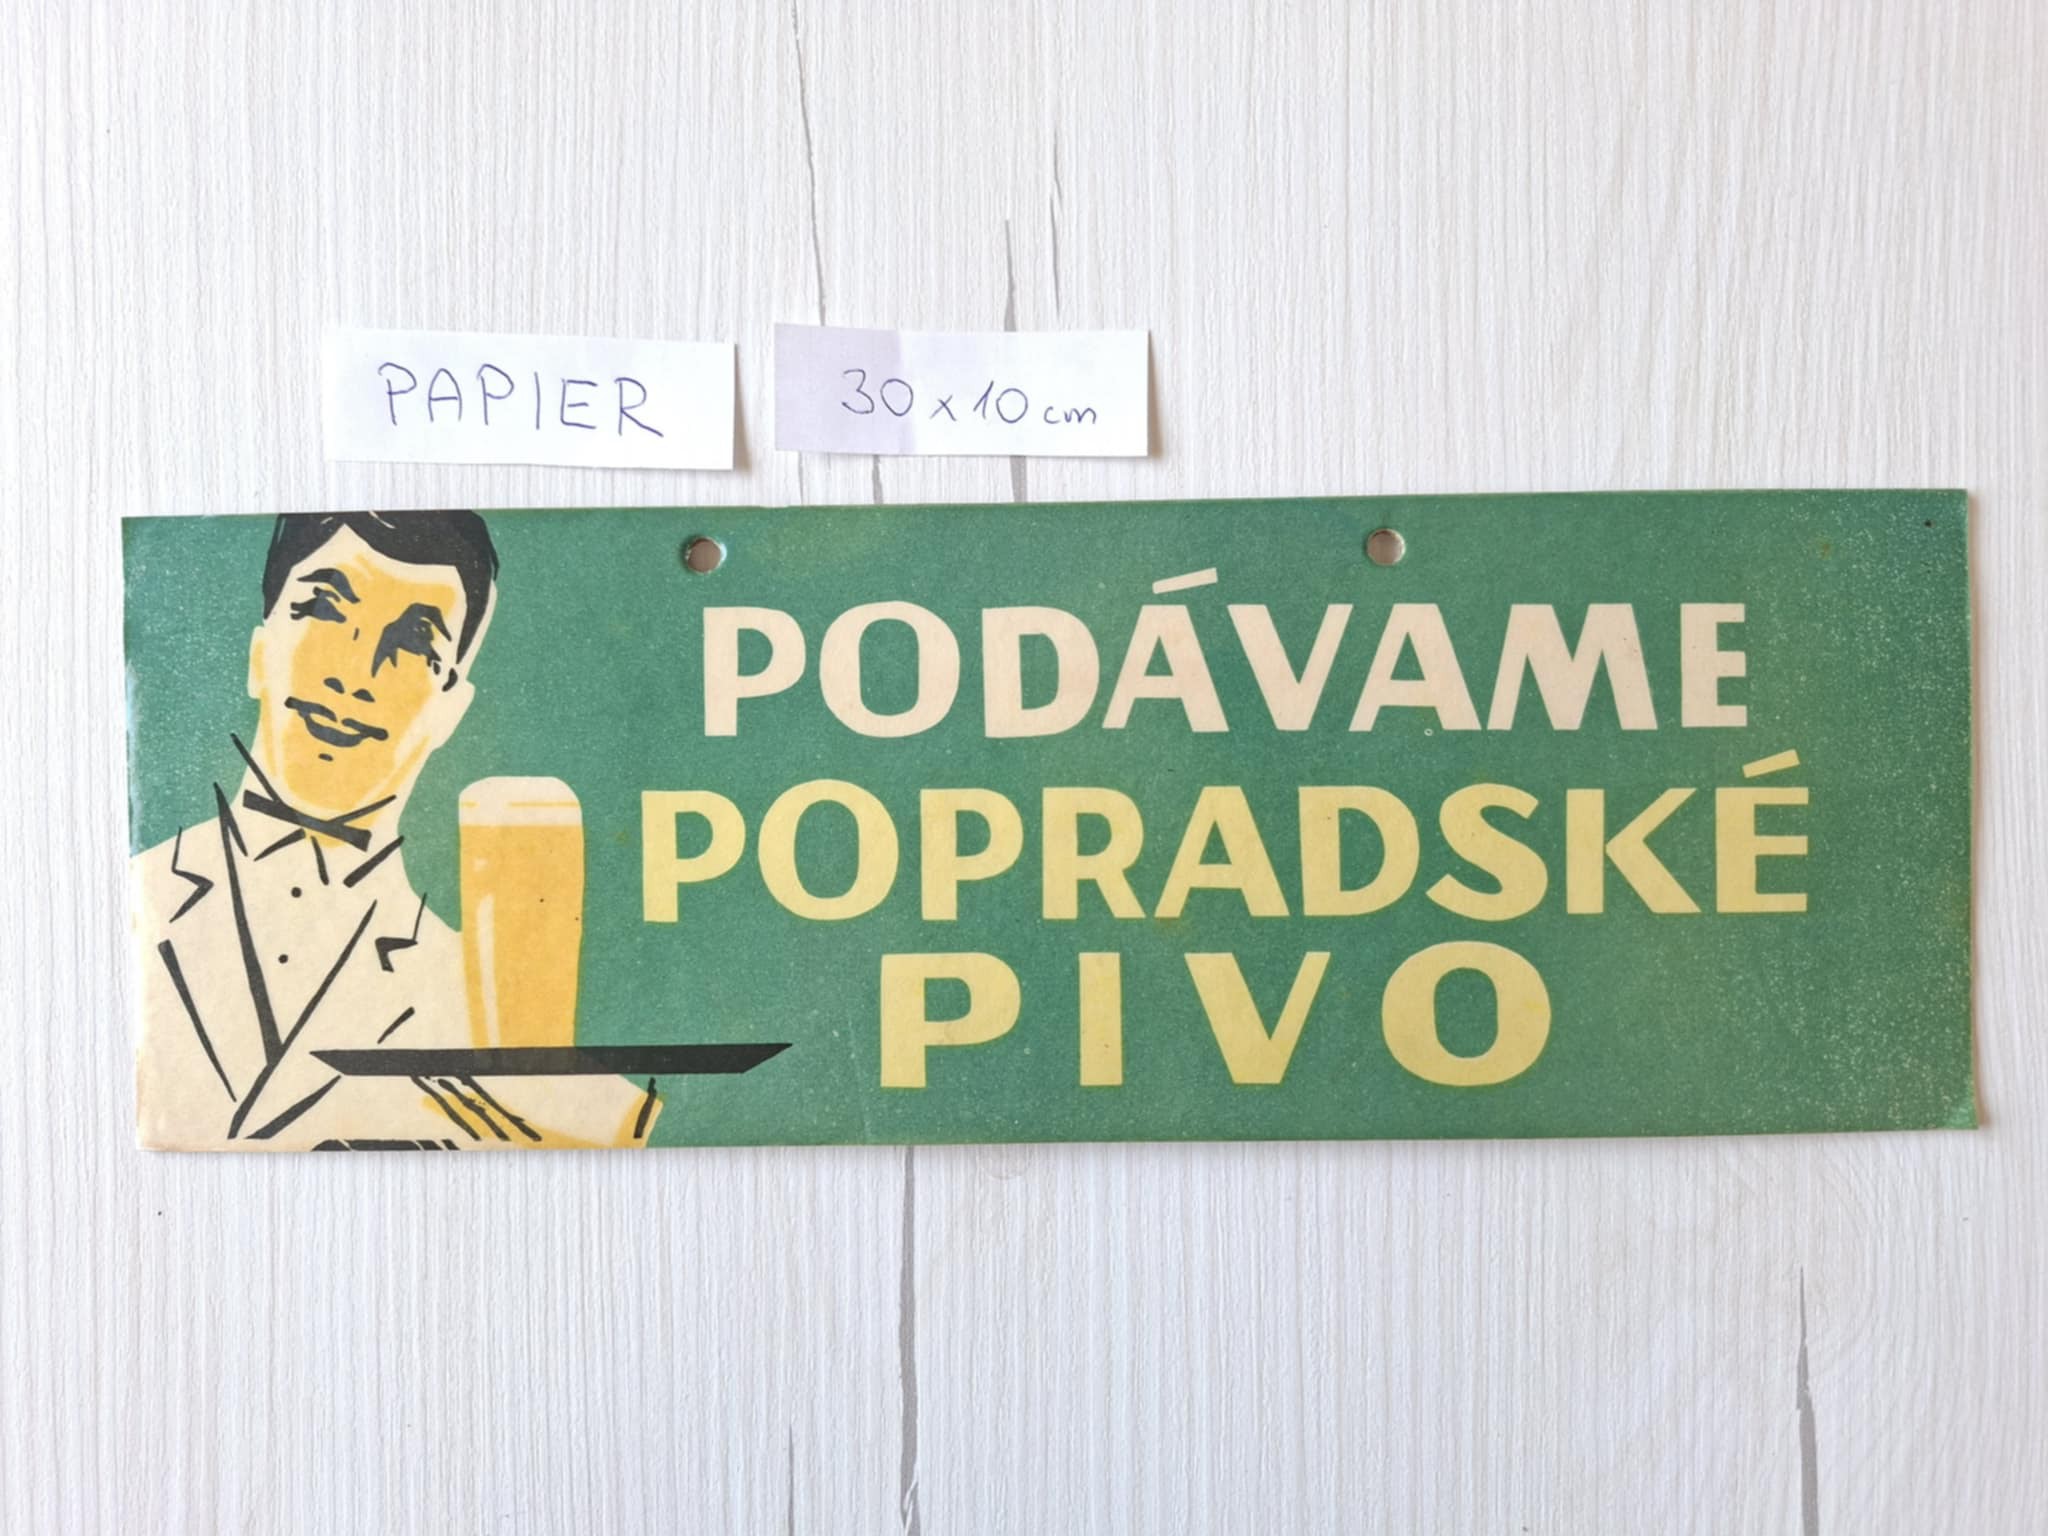 PAPIER
30 x 10 cm
PODÁVAME
POPRADSKÉ
PIVO